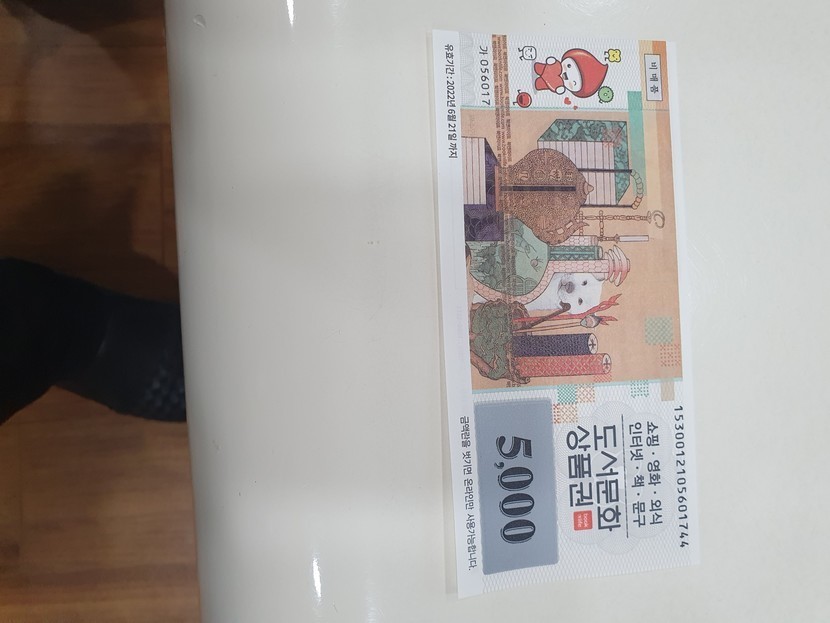 비매품
가 056017
유효기간 : 2022년 6월 21일 까지
1530012105601744
쇼핑 · 영화 · 외식
인터넷 · 책 · 문구
도서문화
상품권
5,000
금액란을 벗기면 온라인만 사용가능합니다.